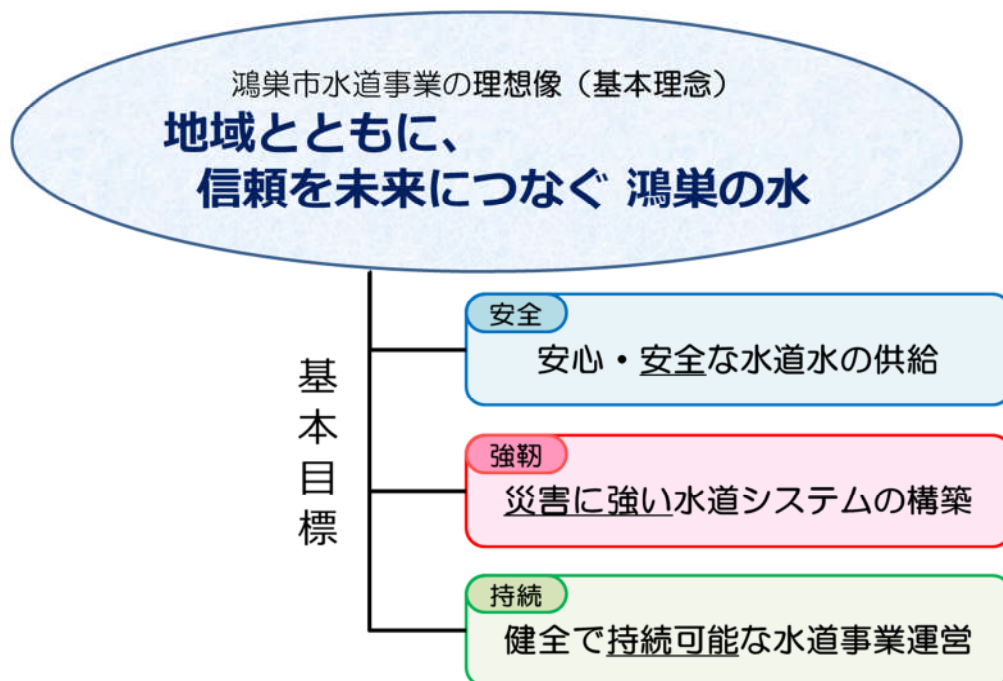 鴻巣市水道事業の理想像（基本理念）
地域とともに、
信頼を未来につなぐ 鴻巣の水
基本目標
安全
安心・安全な水道水の供給
強靭
災害に強い水道システムの構築
持続
健全で持続可能な水道事業運営